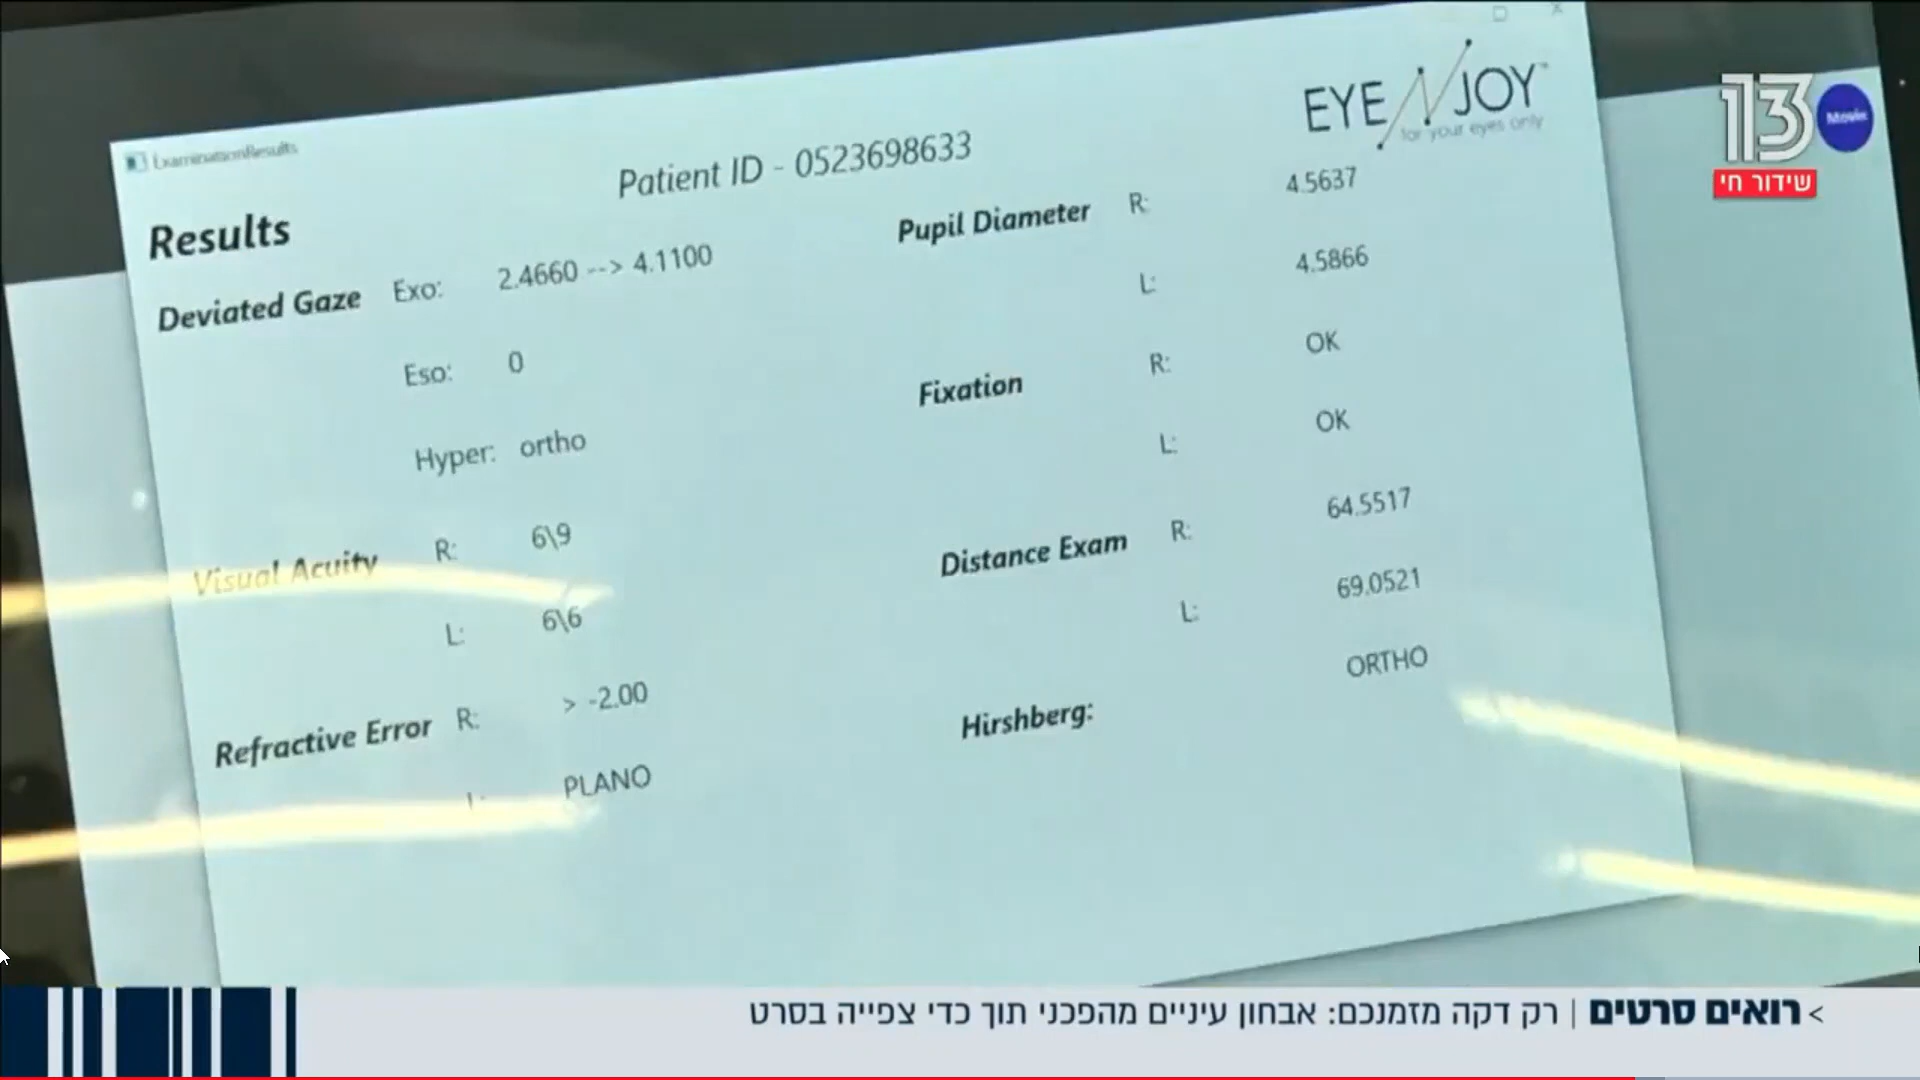 ExaminationResults
EYE N JOY™
for your eyes only
Patient ID - 0523698633
Results
Deviated Gaze Exo: 2.4660 --> 4.1100
Eso: 0
Hyper: ortho
Visual Acuity R: 6\9
L: 6\6
Refractive Error R: > -2.00
L: PLANO
Pupil Diameter R: 4.5637
L: 4.5866
Fixation R: OK
L: OK
Distance Exam R: 64.5517
L: 69.0521
Hirshberg: ORTHO
13
Movin
שידור חי
> רואים סרטים | רק דקה מזמנכם: אבחון עיניים מהפכני תוך כדי צפייה בסרט